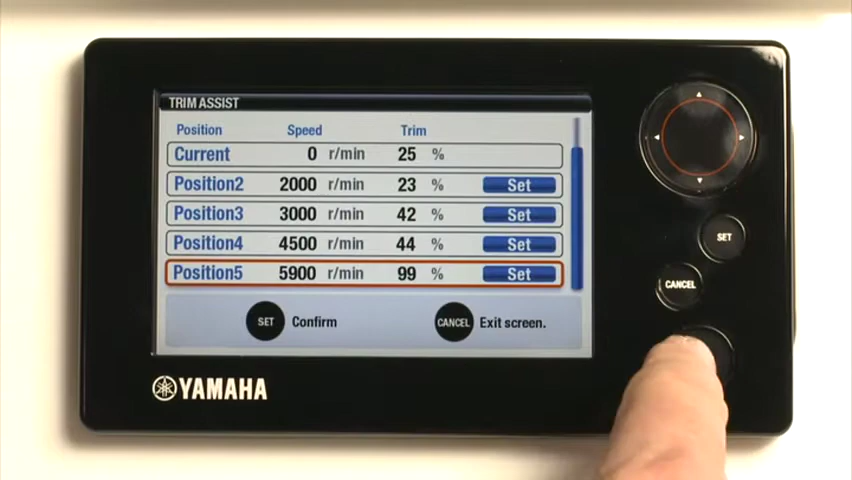 TRIM ASSIST
Position Speed Trim
Current 0 r/min 25 %
Position2 2000 r/min 23 % Set
Position3 3000 r/min 42 % Set
Position4 4500 r/min 44 % Set
Position5 5900 r/min 99 % Set
SET Confirm CANCEL Exit screen.
SET
CANCEL
YAMAHA